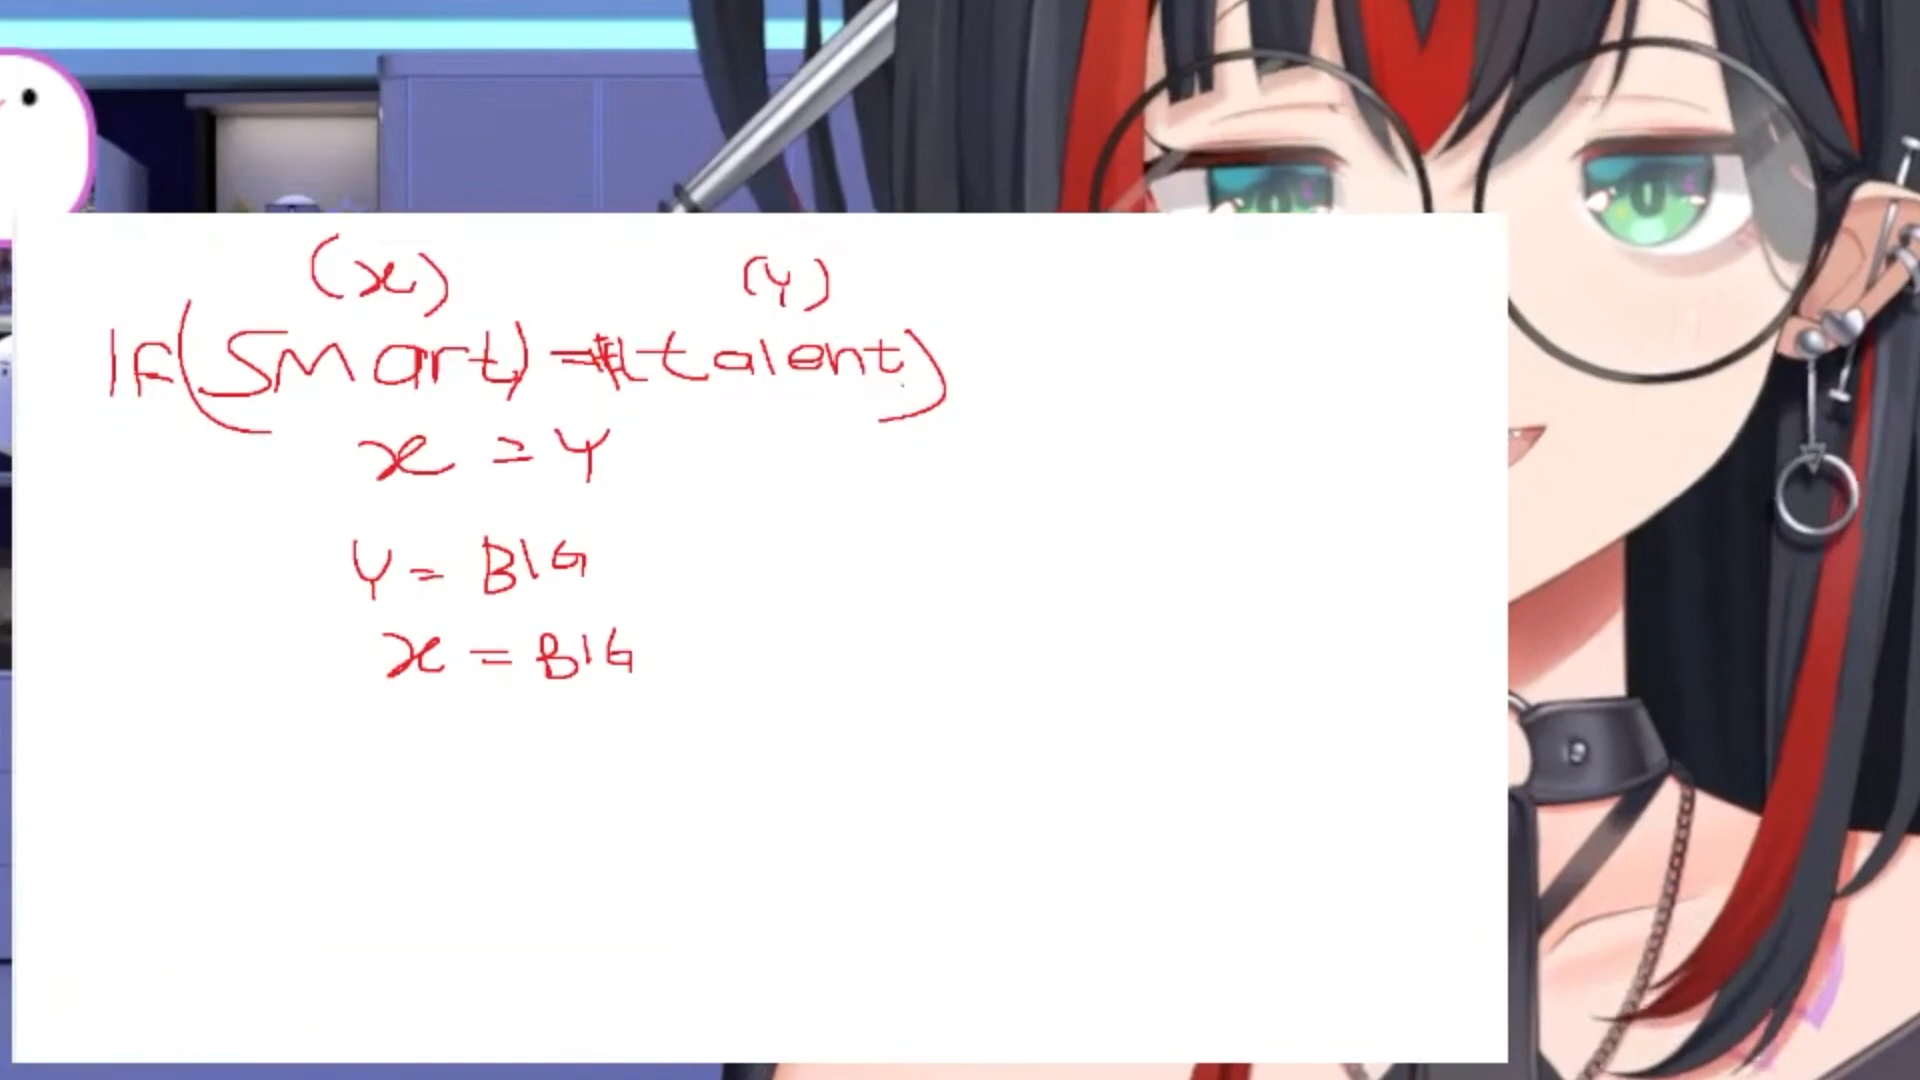 (x) (Y)
If(Smart) = talent)
x = Y
Y = BIG
x = BIG